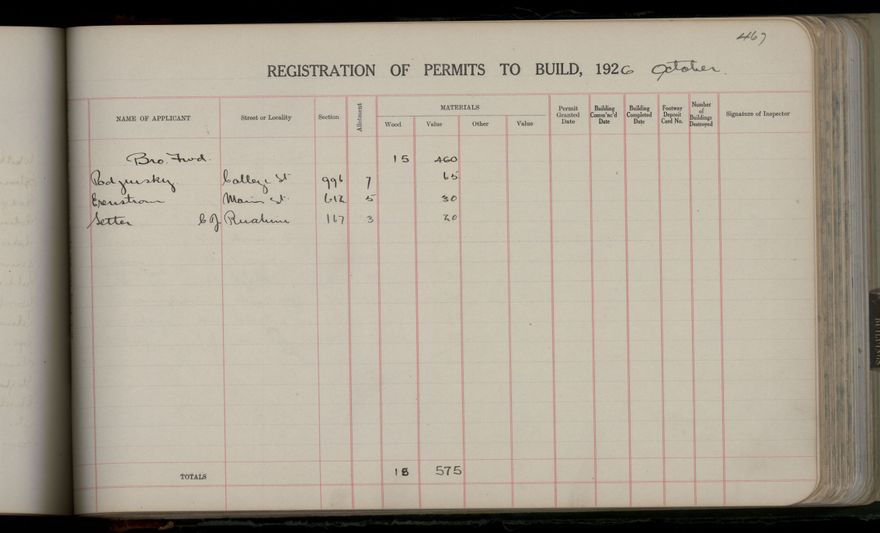 467
REGISTRATION OF PERMITS TO BUILD, 1926 October.
NAME OF APPLICANT Street or Locality Section Allotment MATERIALS Wood Value Other Value Permit Granted Date Building Comm'nc'd Date Building Completed Date Footway Deposit Card No. Number of Buildings Destroyed Signature of Inspector
Bro. Fwd. 15 460
College St 996 7 65
Main St 612 5 30
Setter C J 167 3 20
TOTALS 18 575